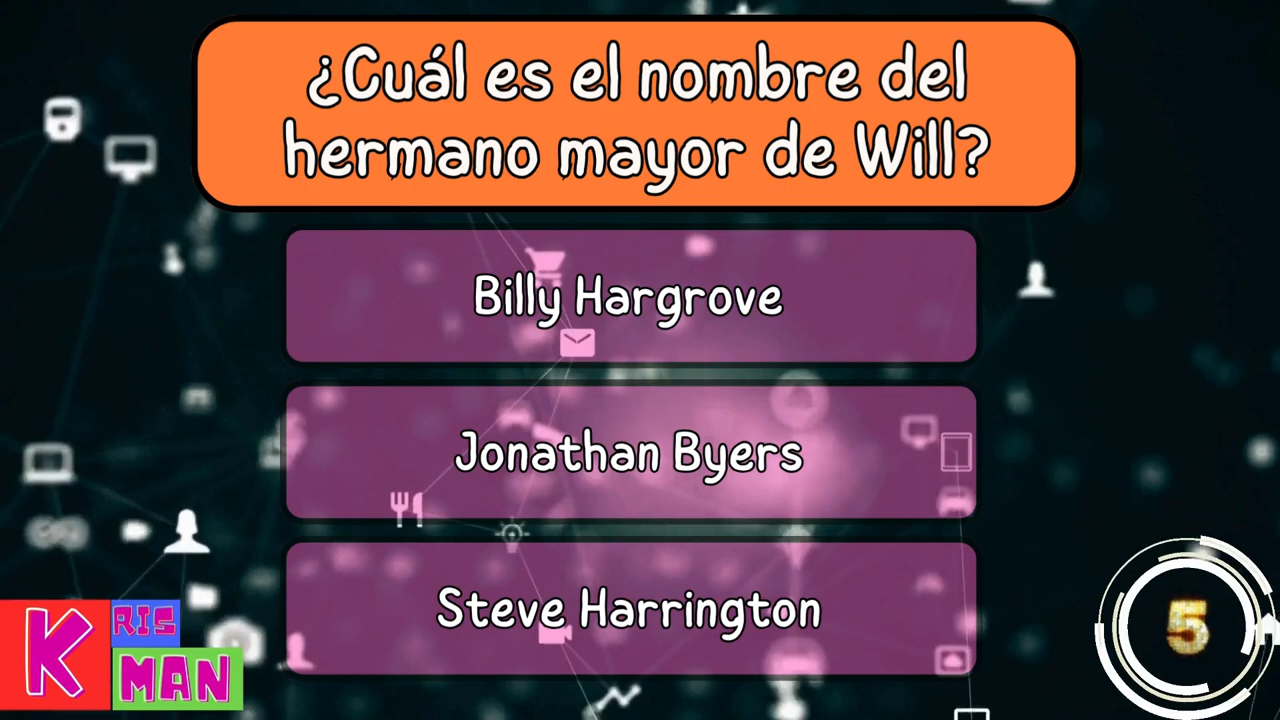 ¿Cuál es el nombre del
hermano mayor de Will?
Billy Hargrove
Jonathan Byers
Steve Harrington
5
K RIS
MAN